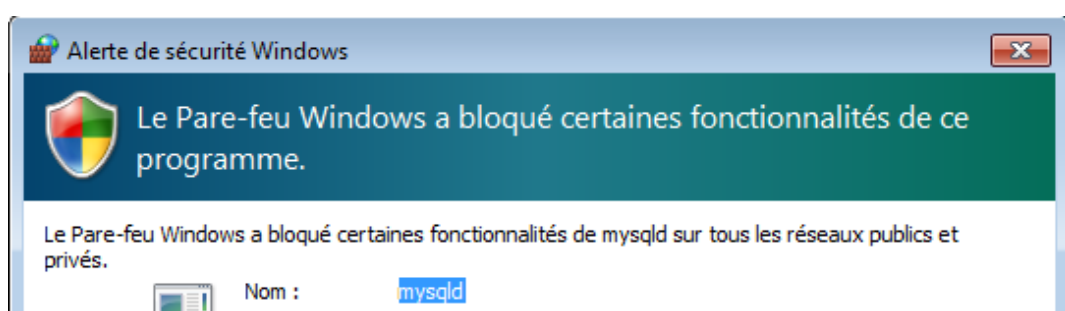 Alerte de sécurité Windows
Le Pare-feu Windows a bloqué certaines fonctionnalités de ce
programme.
Le Pare-feu Windows a bloqué certaines fonctionnalités de mysqld sur tous les réseaux publics et
privés.
Nom : mysqld